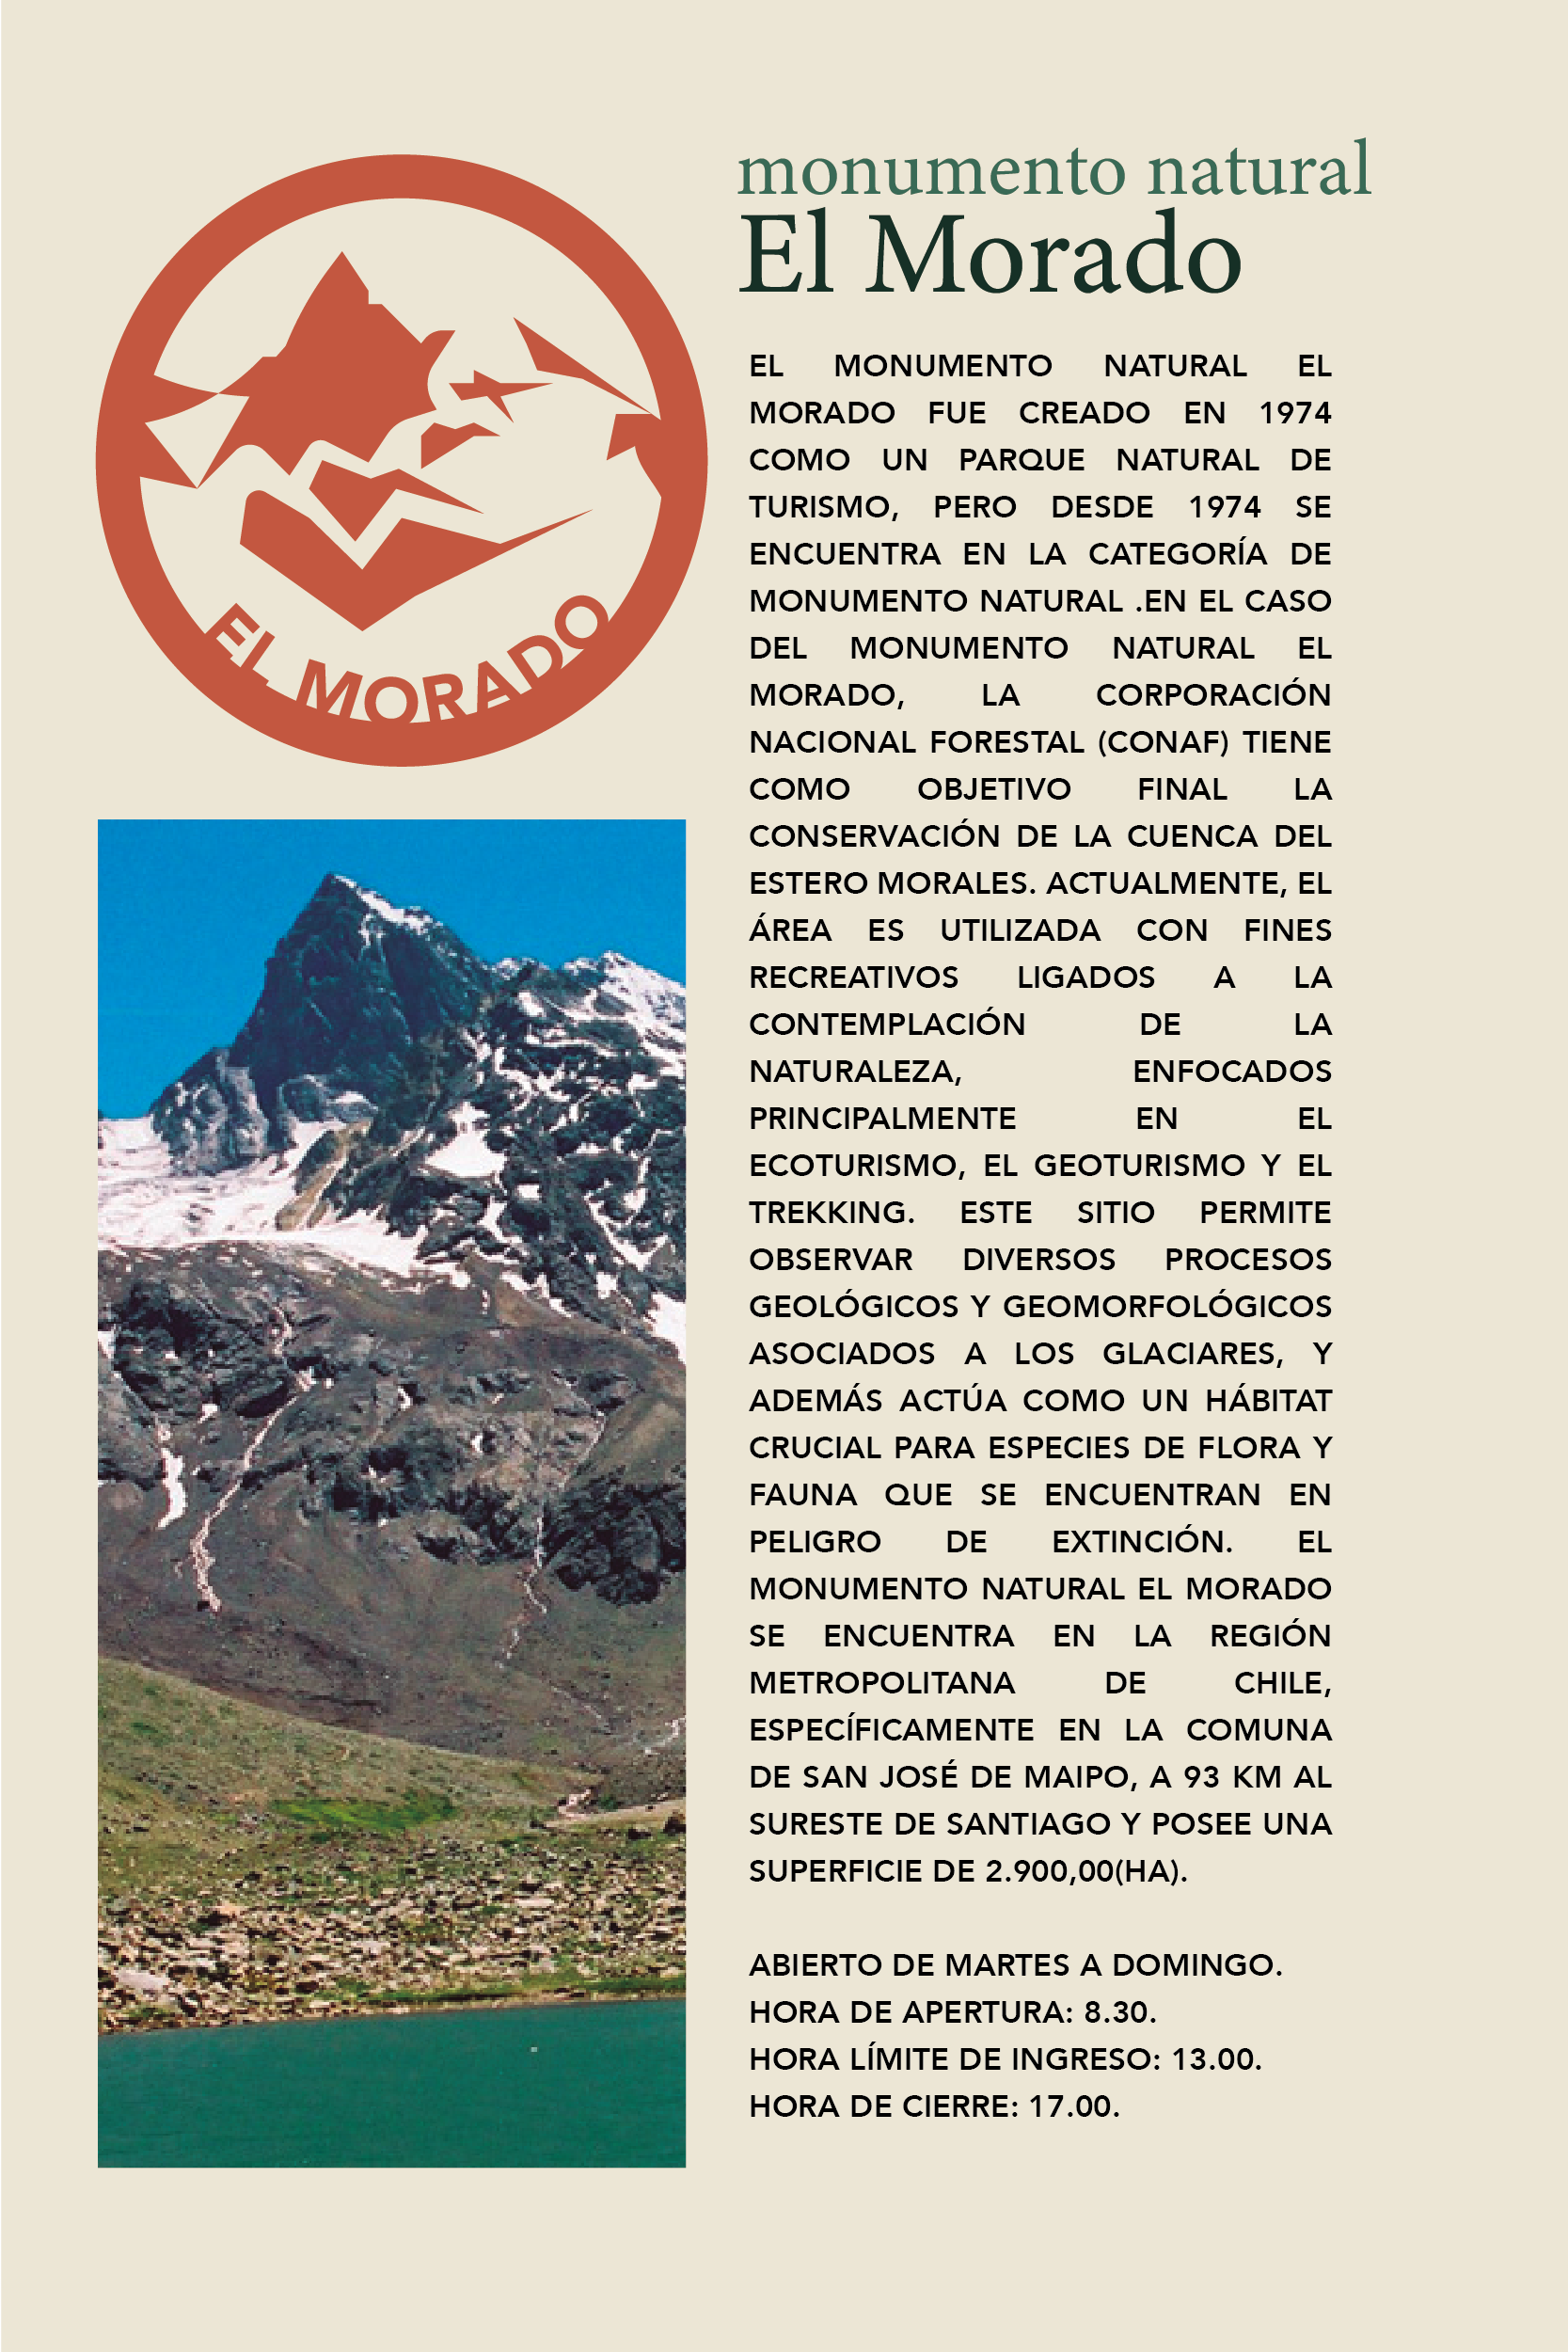 monumento natural
El Morado
EL MORADO
EL MONUMENTO NATURAL EL
MORADO FUE CREADO EN 1974
COMO UN PARQUE NATURAL DE
TURISMO, PERO DESDE 1974 SE
ENCUENTRA EN LA CATEGORÍA DE
MONUMENTO NATURAL .EN EL CASO
DEL MONUMENTO NATURAL EL
MORADO, LA CORPORACIÓN
NACIONAL FORESTAL (CONAF) TIENE
COMO OBJETIVO FINAL LA
CONSERVACIÓN DE LA CUENCA DEL
ESTERO MORALES. ACTUALMENTE, EL
ÁREA ES UTILIZADA CON FINES
RECREATIVOS LIGADOS A LA
CONTEMPLACIÓN DE LA
NATURALEZA, ENFOCADOS
PRINCIPALMENTE EN EL
ECOTURISMO, EL GEOTURISMO Y EL
TREKKING. ESTE SITIO PERMITE
OBSERVAR DIVERSOS PROCESOS
GEOLÓGICOS Y GEOMORFOLÓGICOS
ASOCIADOS A LOS GLACIARES, Y
ADEMÁS ACTÚA COMO UN HÁBITAT
CRUCIAL PARA ESPECIES DE FLORA Y
FAUNA QUE SE ENCUENTRAN EN
PELIGRO DE EXTINCIÓN. EL
MONUMENTO NATURAL EL MORADO
SE ENCUENTRA EN LA REGIÓN
METROPOLITANA DE CHILE,
ESPECÍFICAMENTE EN LA COMUNA
DE SAN JOSÉ DE MAIPO, A 93 KM AL
SURESTE DE SANTIAGO Y POSEE UNA
SUPERFICIE DE 2.900,00(HA).
ABIERTO DE MARTES A DOMINGO.
HORA DE APERTURA: 8.30.
HORA LÍMITE DE INGRESO: 13.00.
HORA DE CIERRE: 17.00.